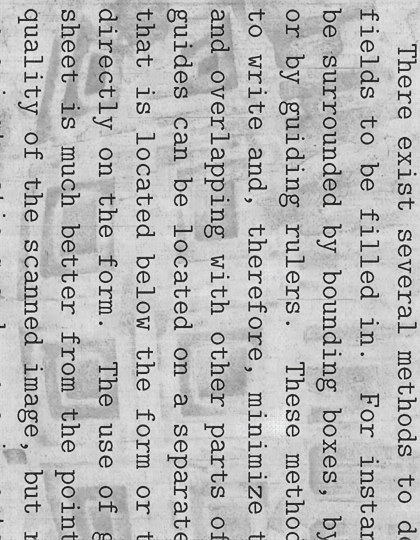 There exist several methods to
fields to be filled in. For
be surrounded by bounding boxes, by
or by guiding rulers. These
to write and, therefore, minimize
and overlapping with other parts of
guides can be located on a separate
that is located below the form or
directly on the form. The use of
sheet is much better from the point
quality of the scanned image, but